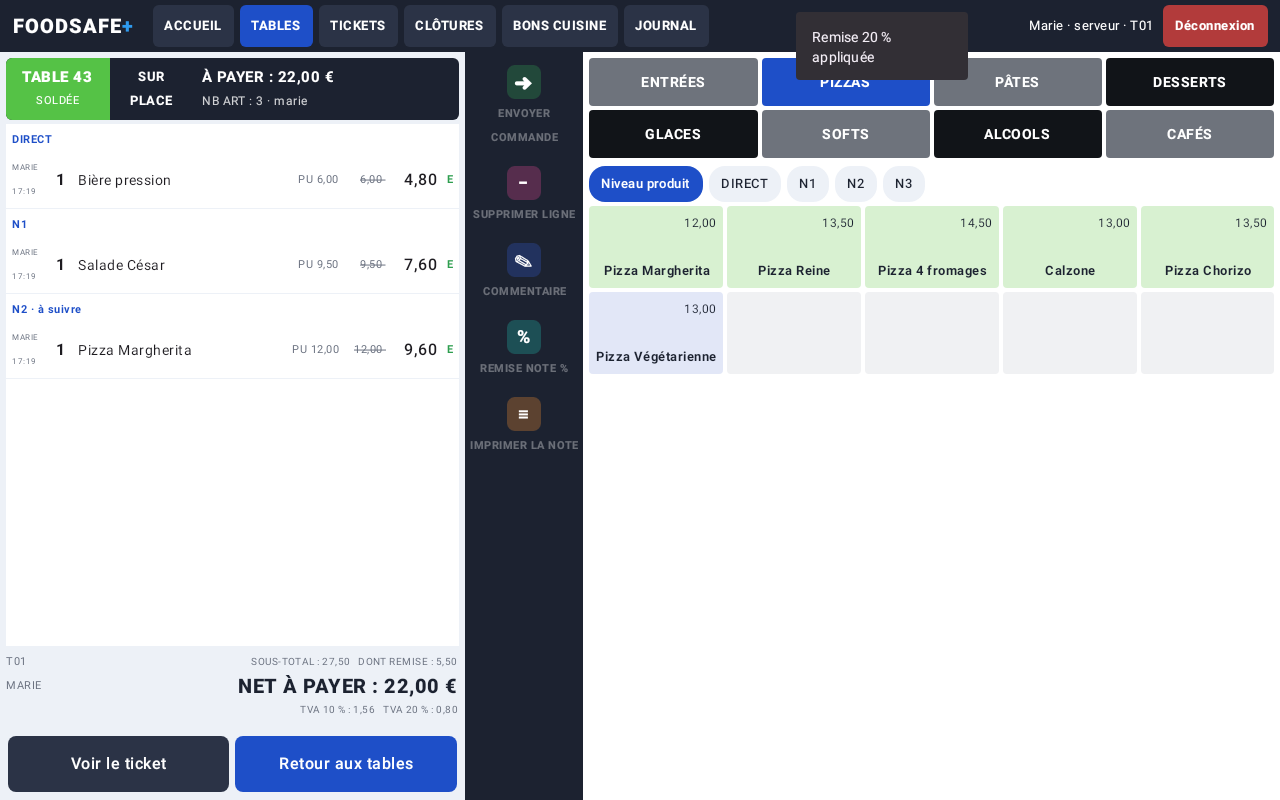 FOODSAFE+
ACCUEIL
TABLES
TICKETS
CLÔTURES
BONS CUISINE
JOURNAL
Remise 20 %
appliquée
Marie · serveur · T01
Déconnexion
TABLE 43
SOLDÉE
SUR
PLACE
À PAYER : 22,00 €
NB ART : 3 · marie
DIRECT
MARIE
17:19
1 Bière pression PU 6,00 6,00 4,80 E
N1
MARIE
17:19
1 Salade César PU 9,50 9,50 7,60 E
N2 · à suivre
MARIE
17:19
1 Pizza Margherita PU 12,00 12,00 9,60 E
T01
SOUS-TOTAL : 27,50 DONT REMISE : 5,50
MARIE
NET À PAYER : 22,00 €
TVA 10 % : 1,56 TVA 20 % : 0,80
Voir le ticket
Retour aux tables
➜
ENVOYER
COMMANDE
−
SUPPRIMER LIGNE
✎
COMMENTAIRE
%
REMISE NOTE %
≡
IMPRIMER LA NOTE
ENTRÉES
PIZZAS
PÂTES
DESSERTS
GLACES
SOFTS
ALCOOLS
CAFÉS
Niveau produit
DIRECT
N1
N2
N3
12,00
Pizza Margherita
13,50
Pizza Reine
14,50
Pizza 4 fromages
13,00
Calzone
13,50
Pizza Chorizo
13,00
Pizza Végétarienne